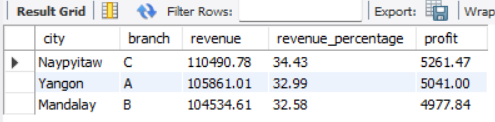 Result Grid Filter Rows: Export: Wrap
city branch revenue revenue_percentage profit
Naypyitaw C 110490.78 34.43 5261.47
Yangon A 105861.01 32.99 5041.00
Mandalay B 104534.61 32.58 4977.84